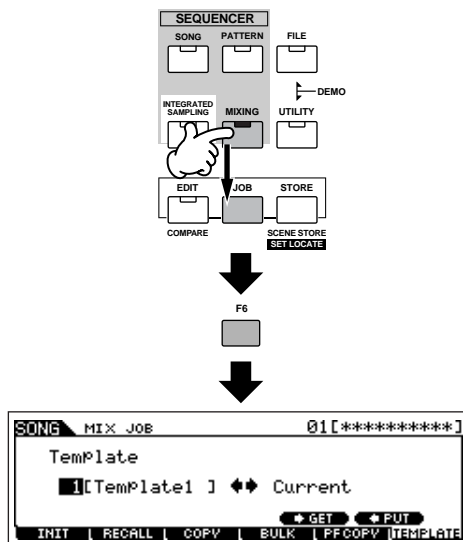 SEQUENCER
SONG PATTERN FILE
DEMO
INTEGRATED SAMPLING MIXING UTILITY
EDIT JOB STORE
COMPARE SCENE STORE
SET LOCATE
F6
SONG MIX JOB 01[**********]
Template
1[Template1 ] Current
GET PUT
INIT RECALL COPY BULK PFCOPY TEMPLATE